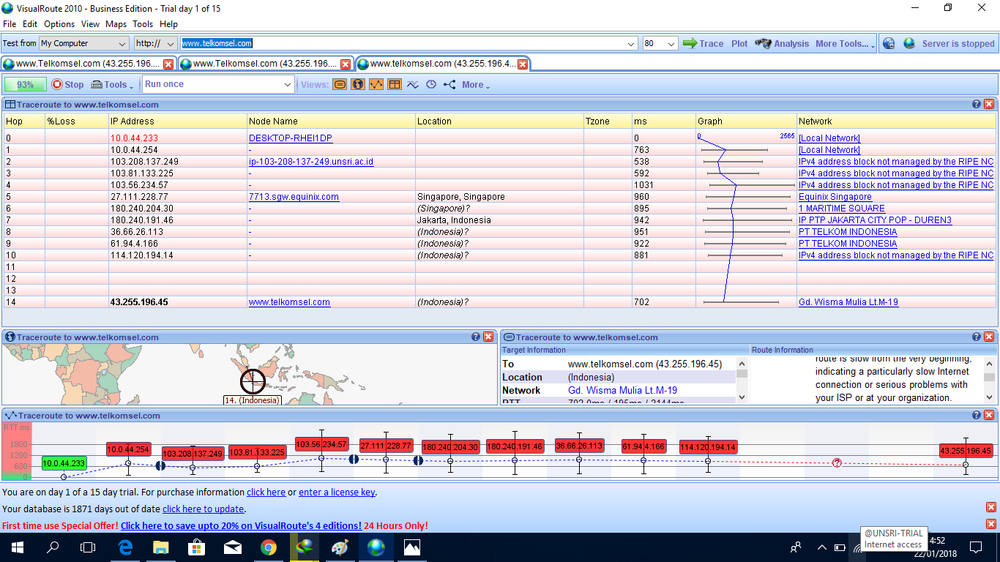 VisualRoute 2010 - Business Edition - Trial day 1 of 15
File Edit Options View Maps Tools Help
Test from My Computer http:// www.telkomsel.com 80 Trace Plot Analysis More Tools... Server is stopped
www.Telkomsel.com (43.255.196.... www.Telkomsel.com (43.255.196.... www.telkomsel.com (43.255.196.4...
93% Stop Tools Run once Views: More
Traceroute to www.telkomsel.com
Hop %Loss IP Address Node Name Location Tzone ms Graph Network
0 10.0.44.233 DESKTOP-RHEI1DP 0 0 2565 [Local Network]
1 10.0.44.254 - 763 [Local Network]
2 103.208.137.249 ip-103-208-137-249.unsri.ac.id 538 IPv4 address block not managed by the RIPE NC
3 103.81.133.225 - 592 IPv4 address block not managed by the RIPE NC
4 103.56.234.57 - 1031 IPv4 address block not managed by the RIPE NC
5 27.111.228.77 7713.sgw.equinix.com Singapore, Singapore 960 Equinix Singapore
6 180.240.204.30 - (Singapore)? 895 1 MARITIME SQUARE
7 180.240.191.46 - Jakarta, Indonesia 942 IP PTP JAKARTA CITY POP - DUREN3
8 36.66.26.113 - (Indonesia)? 951 PT TELKOM INDONESIA
9 61.94.4.166 - (Indonesia)? 922 PT TELKOM INDONESIA
10 114.120.194.14 - (Indonesia)? 881 IPv4 address block not managed by the RIPE NC
11
12
13
14 43.255.196.45 www.telkomsel.com (Indonesia)? 702 Gd. Wisma Mulia Lt.M-19
Traceroute to www.telkomsel.com
14. (Indonesia)
Traceroute to www.telkomsel.com
Target Information
To www.telkomsel.com (43.255.196.45)
Location (Indonesia)
Network Gd. Wisma Mulia Lt.M-19
RTT 702.0ms / 195ms / 2144ms
Route Information
route is slow from the very beginning,
indicating a particularly slow Internet
connection or serious problems with
your ISP or at your organization.
Traceroute to www.telkomsel.com
RTT ms
1800
1200
600
0
10.0.44.233 10.0.44.254 103.208.137.249 103.81.133.225 103.56.234.57 27.111.228.77 180.240.204.30 180.240.191.46 36.66.26.113 61.94.4.166 114.120.194.14 ? 43.255.196.45
You are on day 1 of a 15 day trial. For purchase information click here or enter a license key.
Your database is 1871 days out of date click here to update.
First time use Special Offer! Click here to save upto 20% on VisualRoute's 4 editions! 24 Hours Only!
@UNSRI-TRIAL
Internet access
4:52
22/01/2018